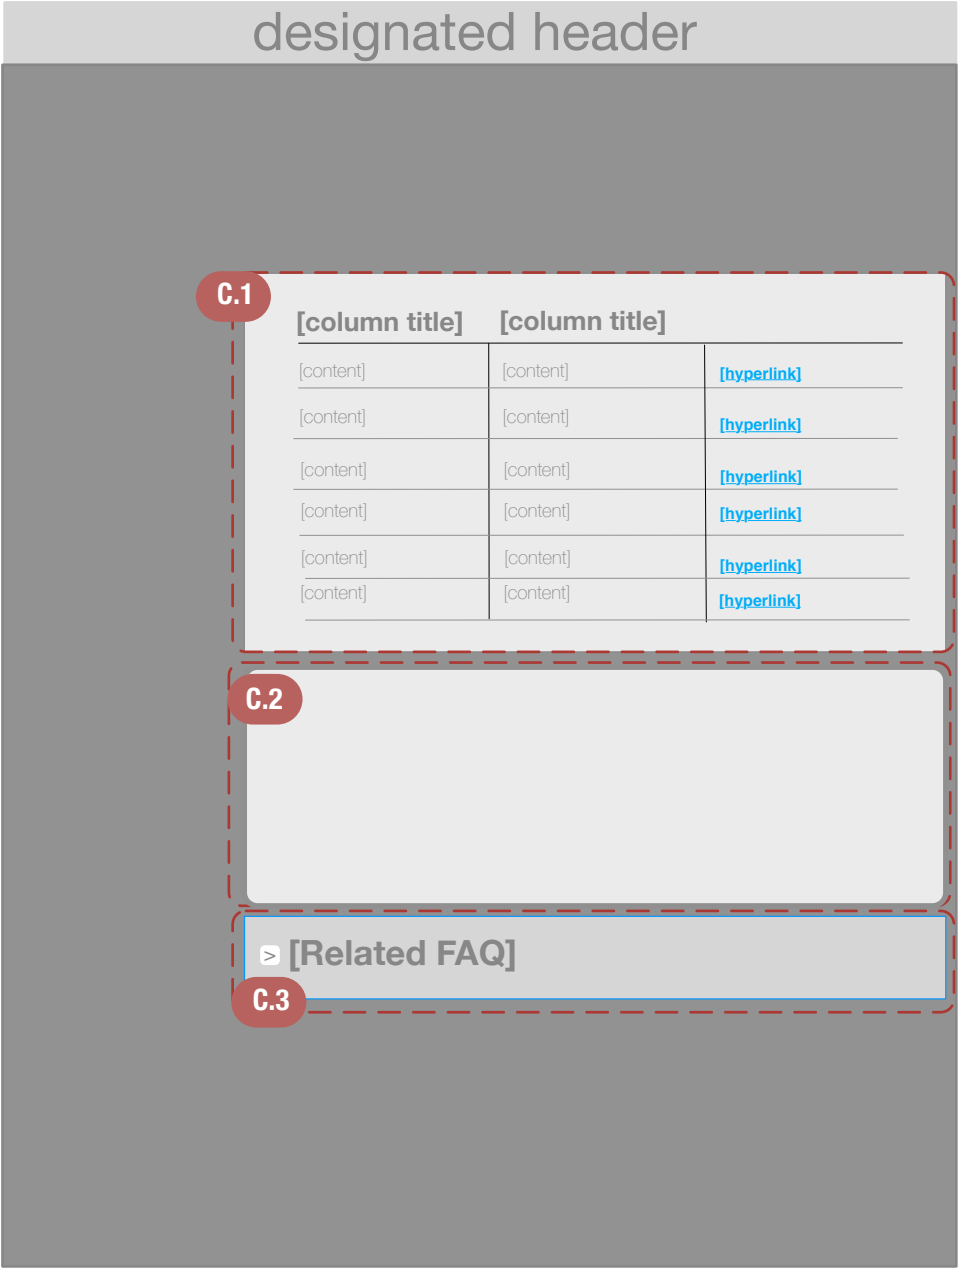 designated header
C.1
[column title] [column title]
[content] [content] [hyperlink]
[content] [content] [hyperlink]
[content] [content] [hyperlink]
[content] [content] [hyperlink]
[content] [content] [hyperlink]
[content] [content] [hyperlink]
C.2
> [Related FAQ]
C.3